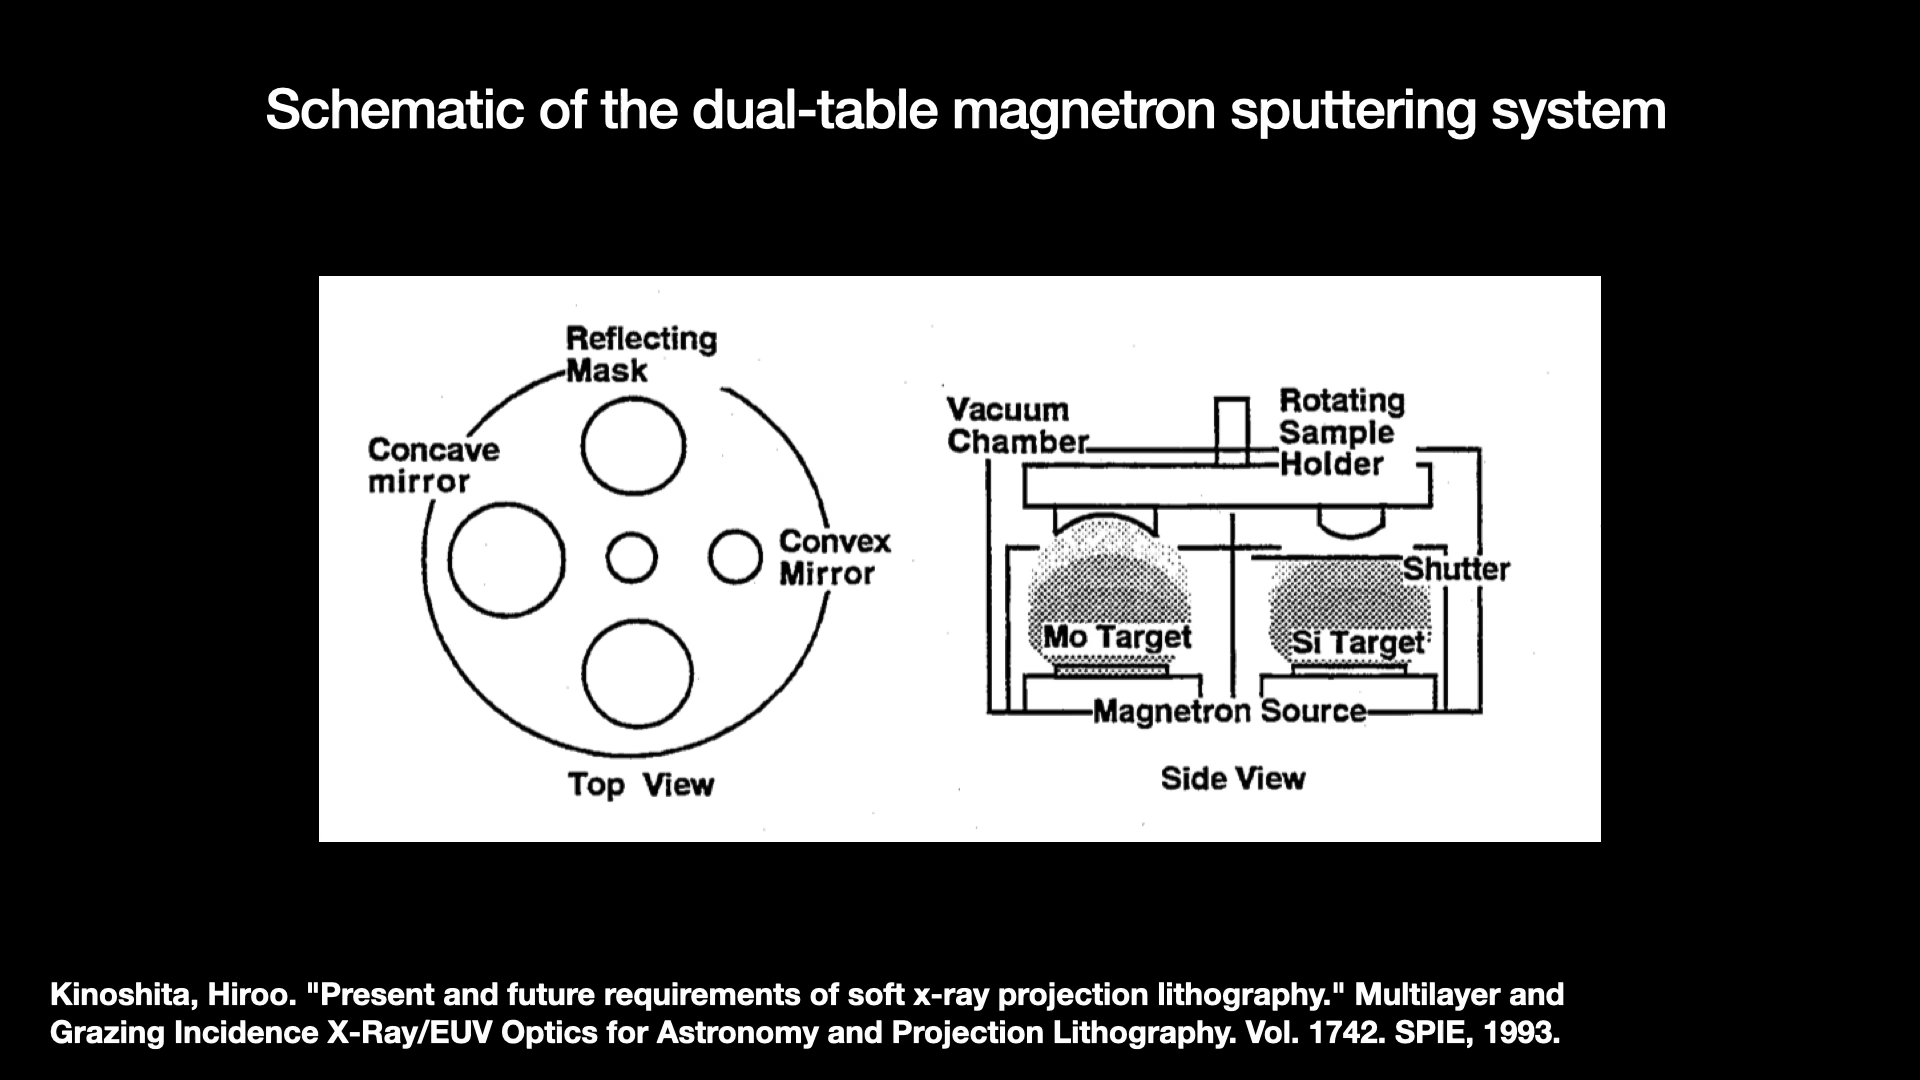 Schematic of the dual-table magnetron sputtering system
Reflecting
Mask
Concave
mirror
Convex
Mirror
Top View
Vacuum
Chamber
Rotating
Sample
Holder
Shutter
Mo Target
Si Target
Magnetron Source
Side View
Kinoshita, Hiroo. "Present and future requirements of soft x-ray projection lithography." Multilayer and
Grazing Incidence X-Ray/EUV Optics for Astronomy and Projection Lithography. Vol. 1742. SPIE, 1993.